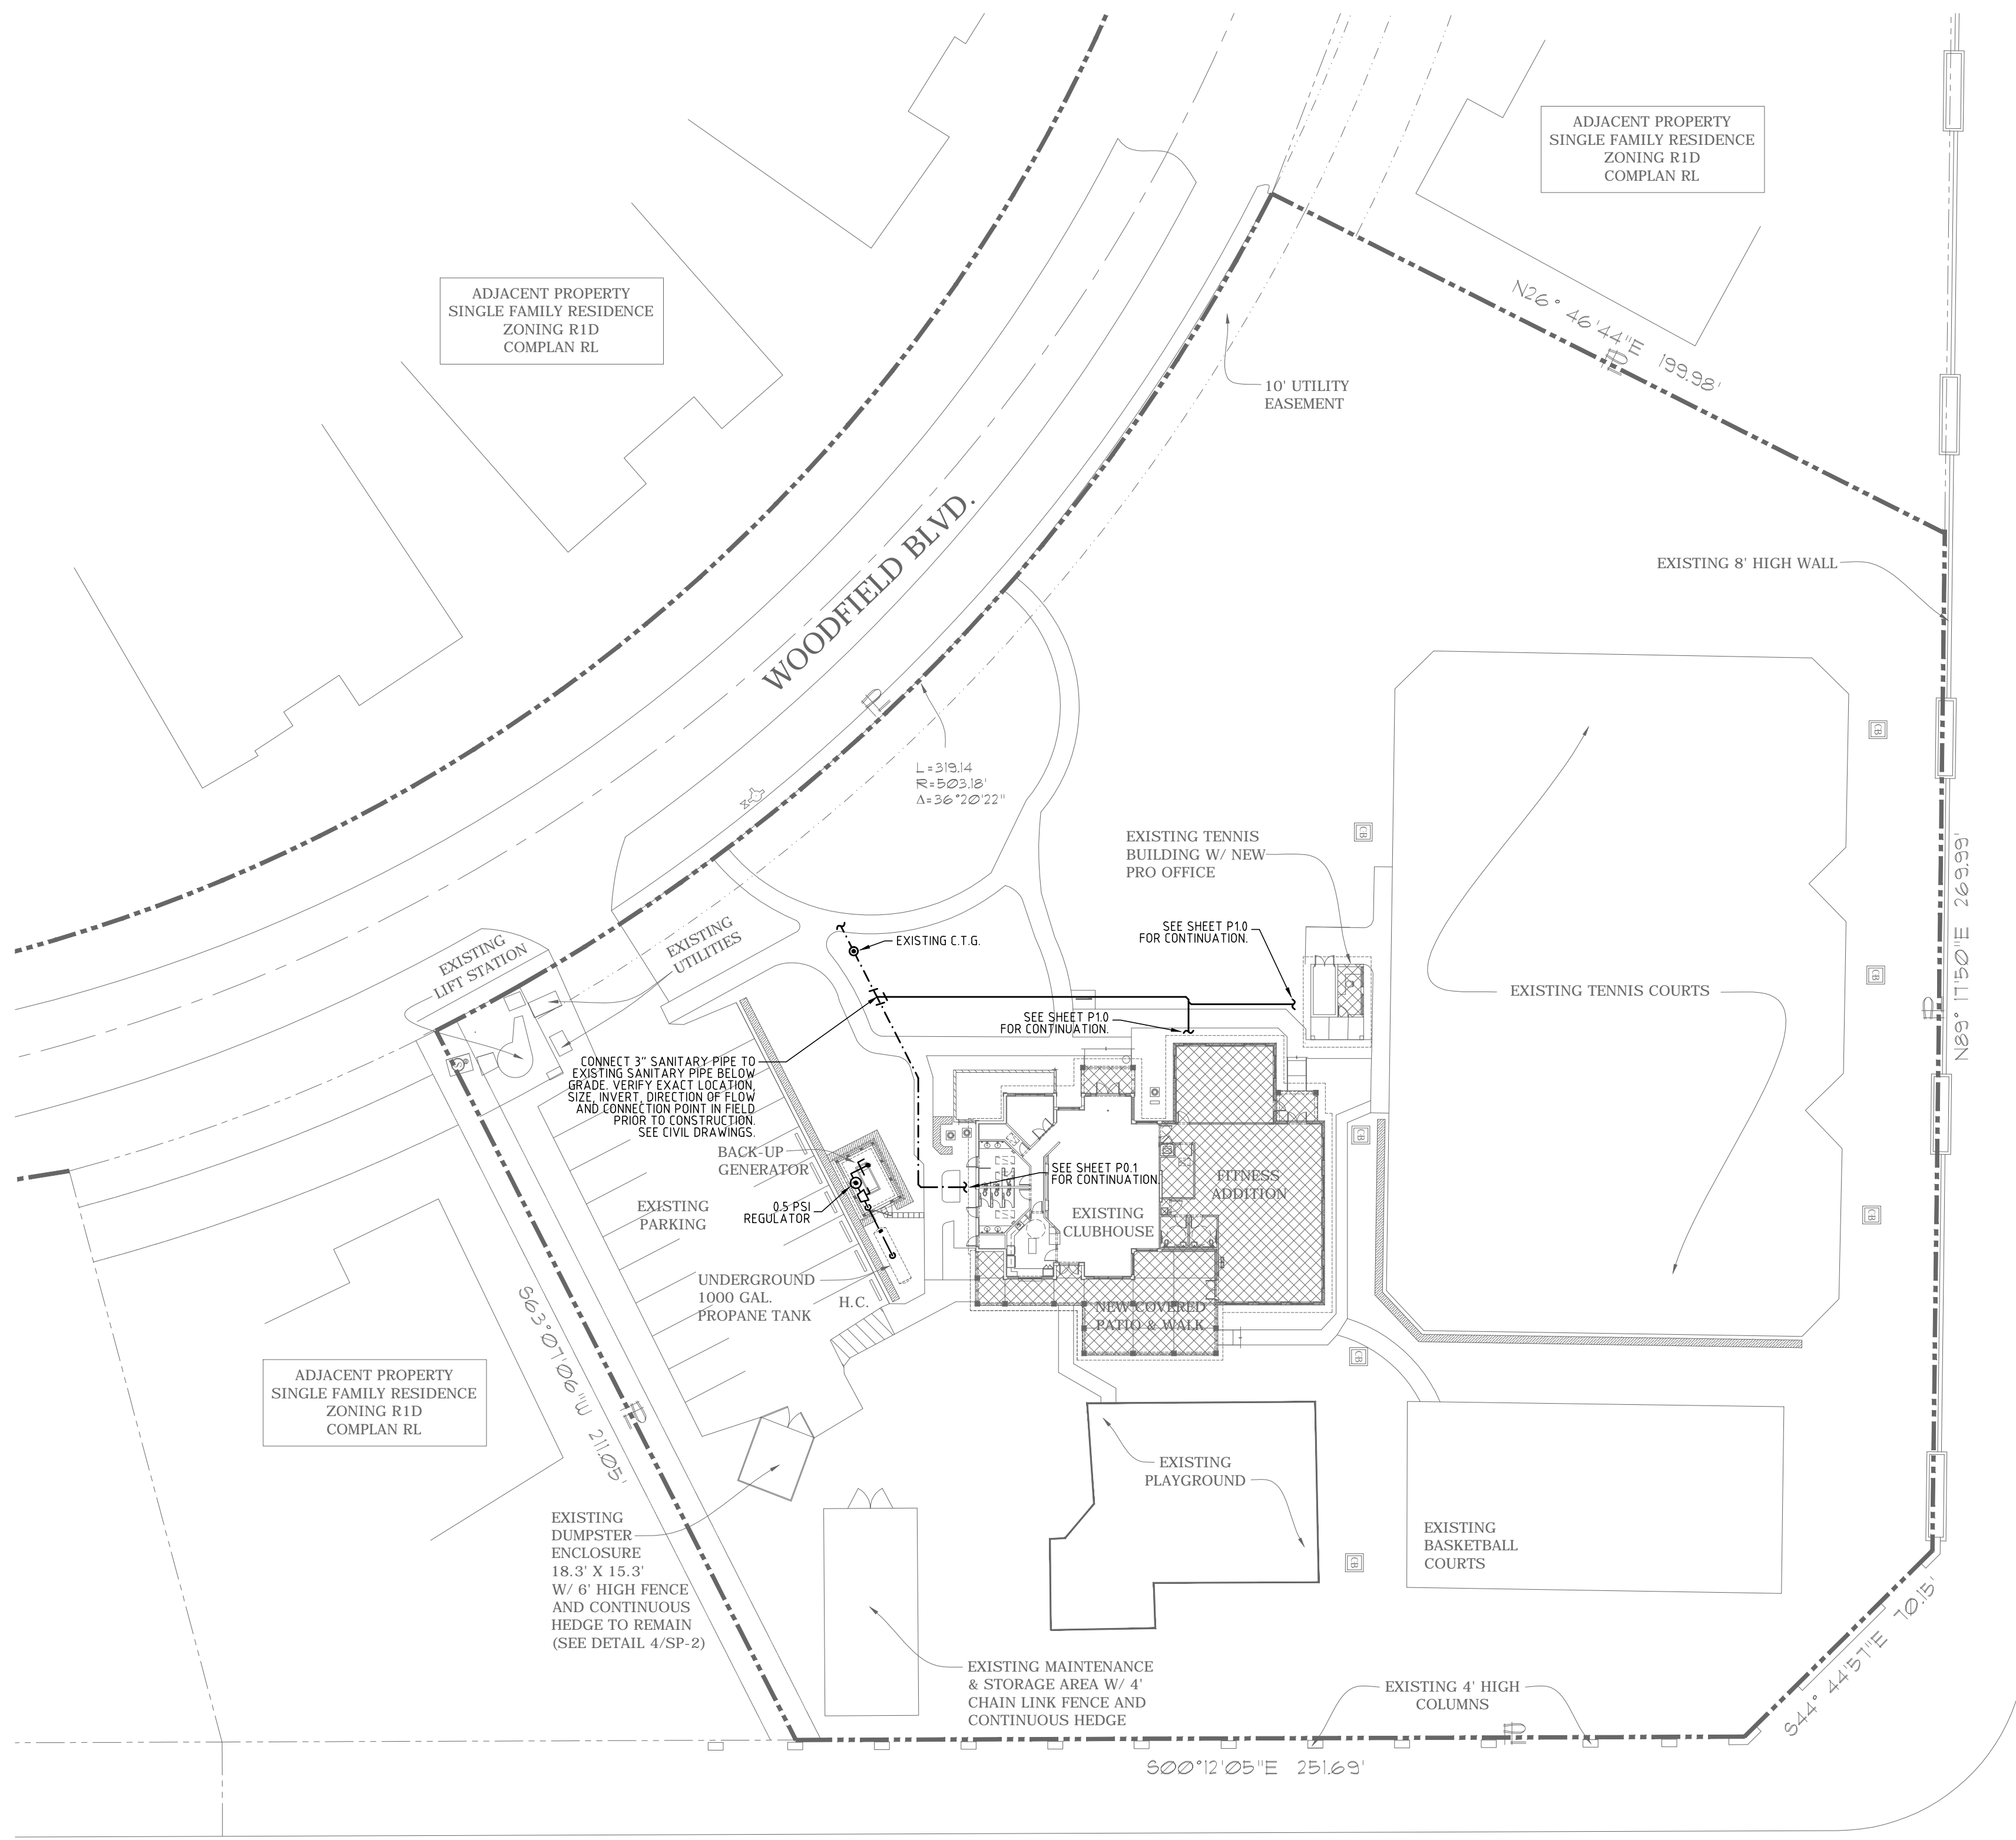 ADJACENT PROPERTY
SINGLE FAMILY RESIDENCE
ZONING R1D
COMPLAN RL
ADJACENT PROPERTY
SINGLE FAMILY RESIDENCE
ZONING R1D
COMPLAN RL
N26° 46'44"E 199.98'
10' UTILITY
EASEMENT
WOODFIELD BLVD.
EXISTING 8' HIGH WALL
L=319.14
R=503.18'
Δ=36°20'22"
EXISTING TENNIS
BUILDING W/ NEW
PRO OFFICE
CB
CB
CB
N89° 17'50"E 269.99'
EXISTING
LIFT STATION
EXISTING
UTILITIES
EXISTING C.T.G.
SEE SHEET P1.0
FOR CONTINUATION.
EXISTING TENNIS COURTS
SEE SHEET P1.0
FOR CONTINUATION.
CONNECT 3" SANITARY PIPE TO
EXISTING SANITARY PIPE BELOW
GRADE. VERIFY EXACT LOCATION,
SIZE, INVERT, DIRECTION OF FLOW
AND CONNECTION POINT IN FIELD
PRIOR TO CONSTRUCTION.
SEE CIVIL DRAWINGS.
BACK-UP
GENERATOR
0.5 PSI
REGULATOR
SEE SHEET P0.1
FOR CONTINUATION.
FITNESS
ADDITION
CB
CB
EXISTING
PARKING
EXISTING
CLUBHOUSE
UNDERGROUND
1000 GAL.
PROPANE TANK
H.C.
NEW COVERED
PATIO & WALK
CB
S63°07'06"W 211.05'
ADJACENT PROPERTY
SINGLE FAMILY RESIDENCE
ZONING R1D
COMPLAN RL
EXISTING
PLAYGROUND
EXISTING
DUMPSTER
ENCLOSURE
18.3' X 15.3'
W/ 6' HIGH FENCE
AND CONTINUOUS
HEDGE TO REMAIN
(SEE DETAIL 4/SP-2)
EXISTING
BASKETBALL
COURTS
CB
S44° 44'57"E 70.15'
EXISTING MAINTENANCE
& STORAGE AREA W/ 4'
CHAIN LINK FENCE AND
CONTINUOUS HEDGE
EXISTING 4' HIGH
COLUMNS
S00°12'05"E 251.69'